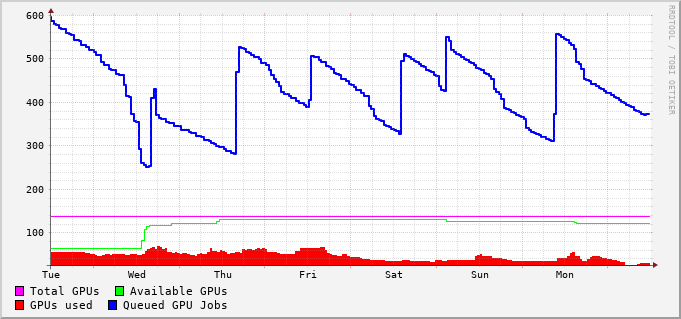 600
500
400
300
200
100
Tue Wed Thu Fri Sat Sun Mon
Total GPUs Available GPUs
GPUs used Queued GPU Jobs
RRDTOOL / TOBI OETIKER